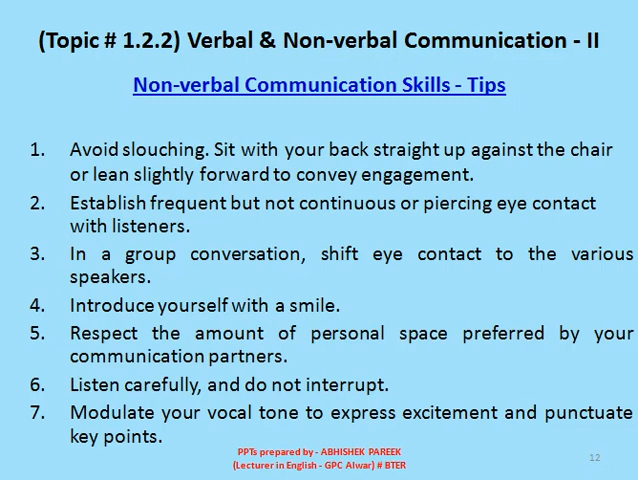 (Topic # 1.2.2) Verbal & Non-verbal Communication - II
Non-verbal Communication Skills - Tips
1. Avoid slouching. Sit with your back straight up against the chair
or lean slightly forward to convey engagement.
2. Establish frequent but not continuous or piercing eye contact
with listeners.
3. In a group conversation, shift eye contact to the various
speakers.
4. Introduce yourself with a smile.
5. Respect the amount of personal space preferred by your
communication partners.
6. Listen carefully, and do not interrupt.
7. Modulate your vocal tone to express excitement and punctuate
key points.
PPTs prepared by - ABHISHEK PAREEK
(Lecturer in English - GPC Alwar) # BTER
12